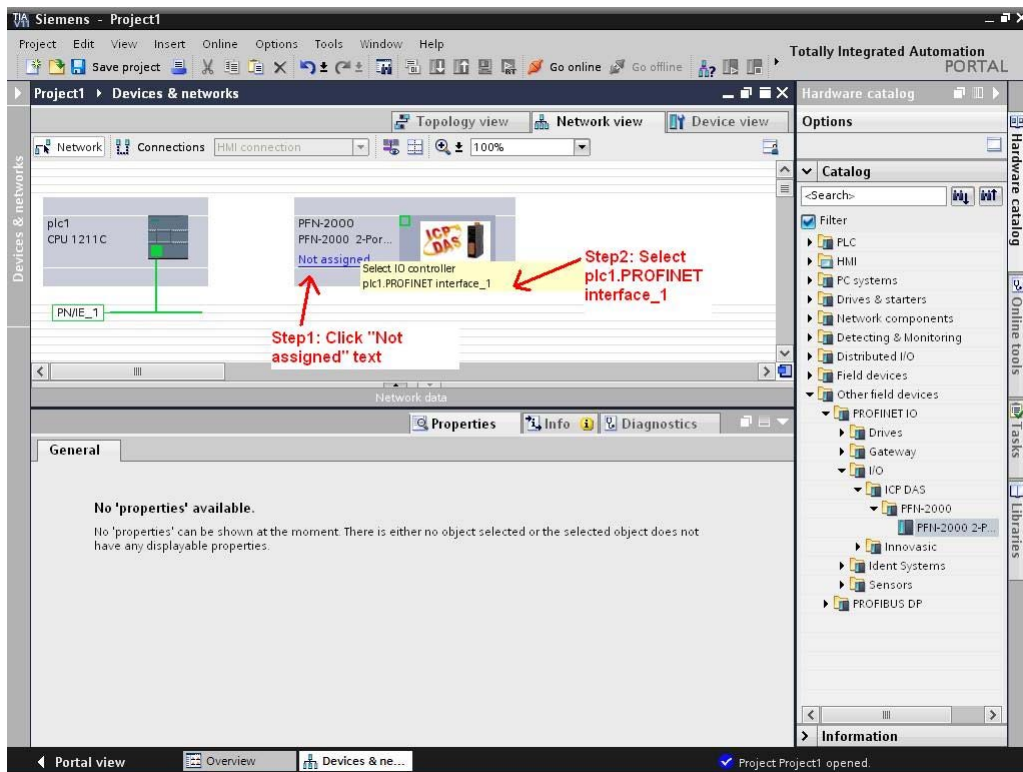 Siemens - Project1
Project Edit View Insert Online Options Tools Window Help
Save project
Go online Go offline
Totally Integrated Automation
PORTAL
Project1 Devices & networks
Topology view Network view Device view
Network Connections HMI connection 100%
plc1
CPU 1211C
PN/IE_1
PFN-2000
PFN-2000 2-Por...
Not assigned
ICP
DAS
Select IO controller
plc1.PROFINET interface_1
Step2: Select
plc1.PROFINET
interface_1
Step1: Click "Not
assigned" text
Network data
Properties Info Diagnostics
General
No 'properties' available.
No 'properties' can be shown at the moment. There is either no object selected or the selected object does not
have any displayable properties.
Devices & networks
Hardware catalog
Options
Catalog
<Search>
Filter
PLC
HMI
PC systems
Drives & starters
Network components
Detecting & Monitoring
Distributed I/O
Field devices
Other field devices
PROFINET IO
Drives
Gateway
I/O
ICP DAS
PFN-2000
PFN-2000 2-P...
Innovasic
Ident Systems
Sensors
PROFIBUS DP
Information
Hardware catalog
Online tools
Tasks
Libraries
Portal view Overview Devices & ne...
Project Project1 opened.